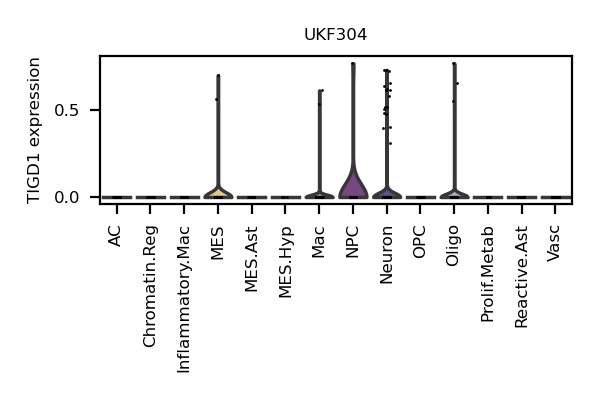 UKF304
TIGD1 expression
0.5
0.0
AC
Chromatin.Reg
Inflammatory.Mac
MES
MES.Ast
MES.Hyp
Mac
NPC
Neuron
OPC
Oligo
Prolif.Metab
Reactive.Ast
Vasc